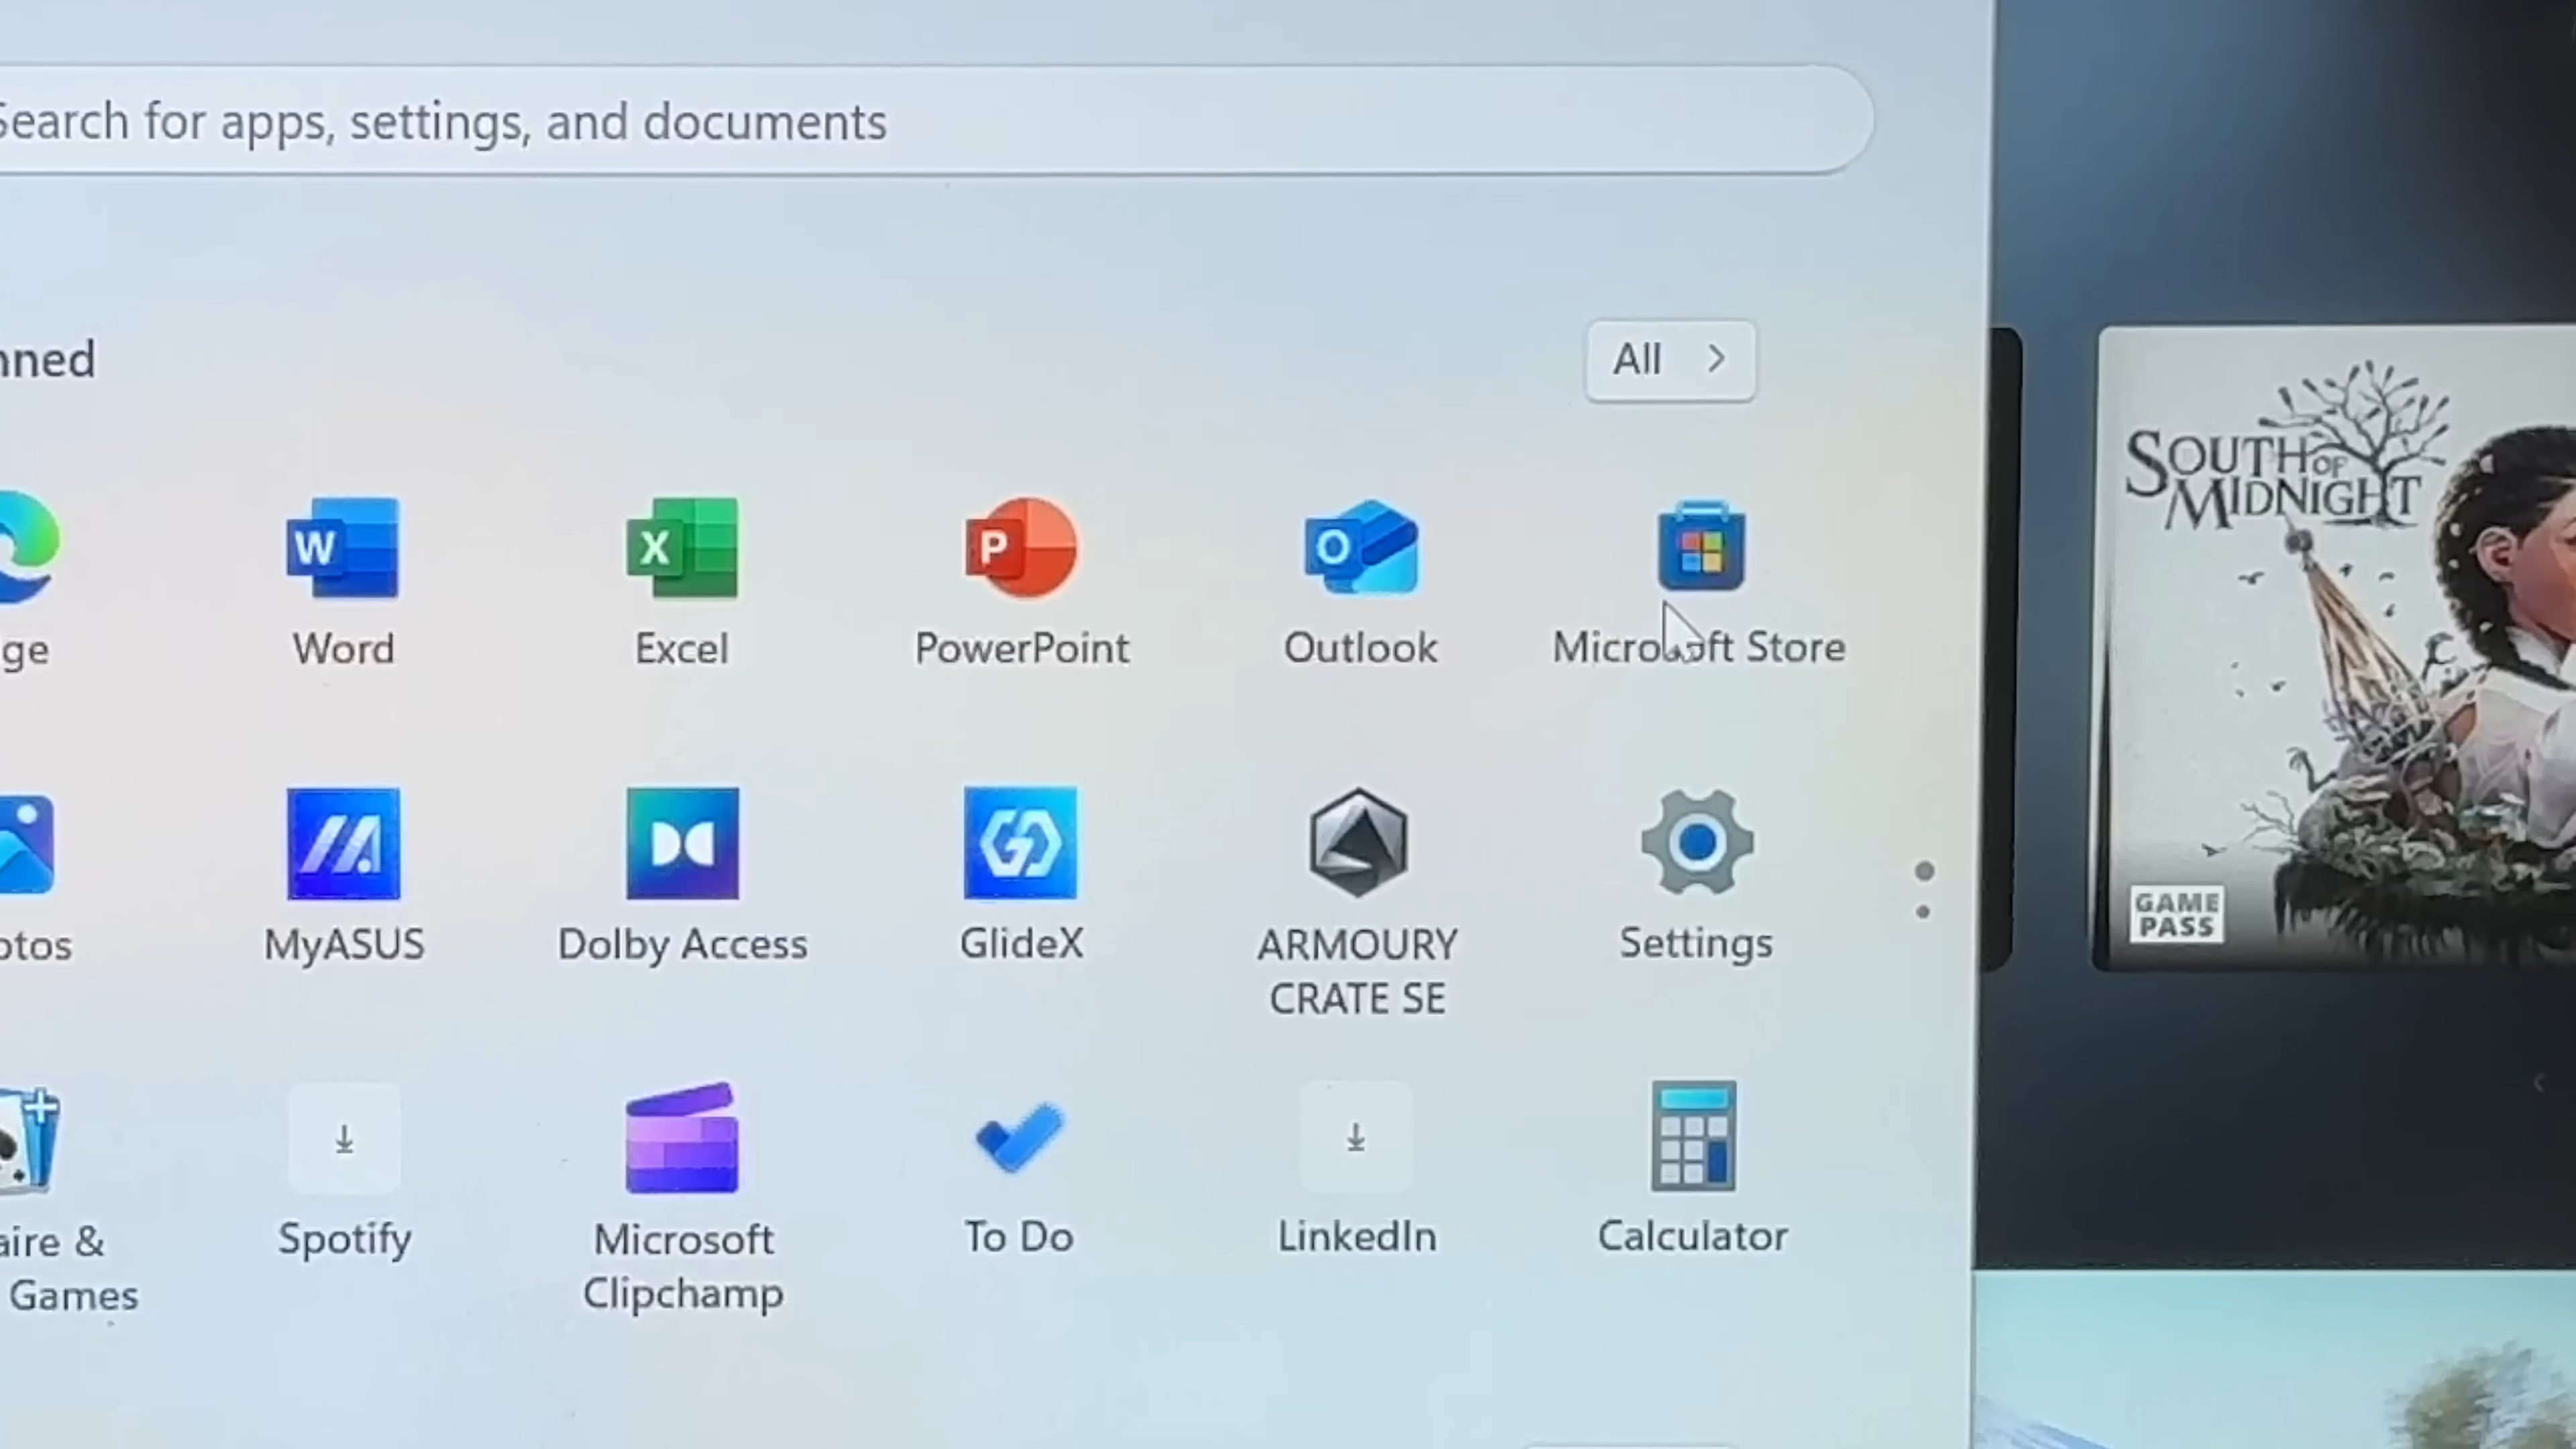 Search for apps, settings, and documents
nned
All
SOUTH OF
MIDNIGHT
W
X
P
O
ge
Word
Excel
PowerPoint
Outlook
Microsoft Store
otos
MyASUS
Dolby Access
GlideX
ARMOURY
CRATE SE
Settings
GAME
PASS
aire &
Games
Spotify
Microsoft
Clipchamp
To Do
LinkedIn
Calculator